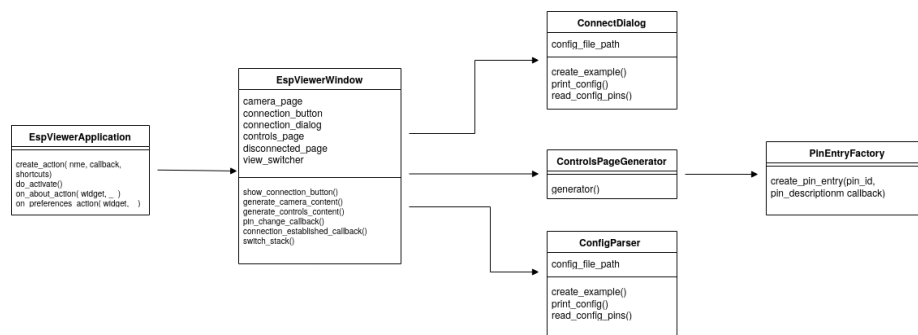 EspViewerApplication
create_action( nme, callback,
shortcuts)
do_activate()
on_about_action( widget, _ )
on_preferences_action( widget, _ )
EspViewerWindow
camera_page
connection_button
connection_dialog
controls_page
disconnected_page
view_switcher
show_connection_button()
generate_camera_content()
generate_controls_content()
pin_change_callback()
connection_established_callback()
switch_stack()
ConnectDialog
config_file_path
create_example()
print_config()
read_config_pins()
ControlsPageGenerator
generator()
ConfigParser
config_file_path
create_example()
print_config()
read_config_pins()
PinEntryFactory
create_pin_entry(pin_id,
pin_descriptionm callback)